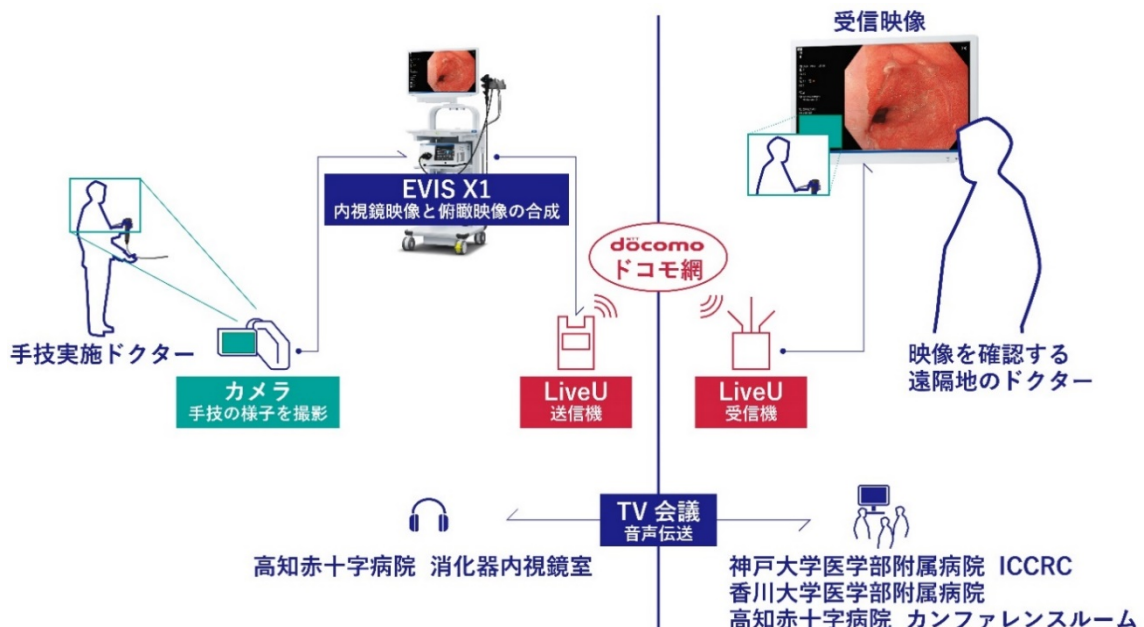 受信映像
EVIS X1
内視鏡映像と俯瞰映像の合成
döcomo
ドコモ網
手技実施ドクター
カメラ
手技の様子を撮影
LiveU
送信機
LiveU
受信機
映像を確認する
遠隔地のドクター
TV 会議
音声伝送
高知赤十字病院 消化器内視鏡室
神戸大学医学部附属病院 ICCRC
香川大学医学部附属病院
高知赤十字病院 カンファレンスルーム